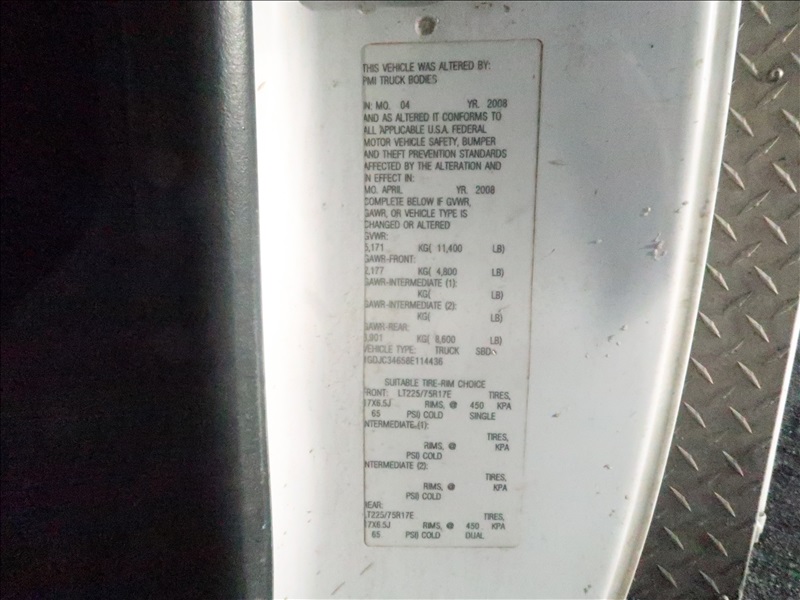 THIS VEHICLE WAS ALTERED BY:
PMI TRUCK BODIES
IN: MO. 04 YR. 2008
AND AS ALTERED IT CONFORMS TO
ALL APPLICABLE U.S.A. FEDERAL
MOTOR VEHICLE SAFETY, BUMPER
AND THEFT PREVENTION STANDARDS
AFFECTED BY THE ALTERATION AND
IN EFFECT IN:
MO. APRIL YR. 2008
COMPLETE BELOW IF GVWR,
GAWR, OR VEHICLE TYPE IS
CHANGED OR ALTERED
GVWR:
5,171 KG( 11,400 LB)
GAWR-FRONT:
2,177 KG( 4,800 LB)
GAWR-INTERMEDIATE (1):
KG( LB)
GAWR-INTERMEDIATE (2):
KG( LB)
GAWR-REAR:
3,901 KG( 8,600 LB)
VEHICLE TYPE: TRUCK
SUITABLE TIRE-RIM CHOICE
FRONT: LT225/75R17E TIRES,
17X6.5J RIMS, @ 450 KPA
65 PSI) COLD SINGLE
INTERMEDIATE (1):
TIRES,
RIMS, @ KPA
PSI) COLD
INTERMEDIATE (2):
TIRES,
RIMS, @ KPA
PSI) COLD
REAR:
LT225/75R17E TIRES,
17X6.5J RIMS, @ 450 KPA
65 PSI) COLD DUAL